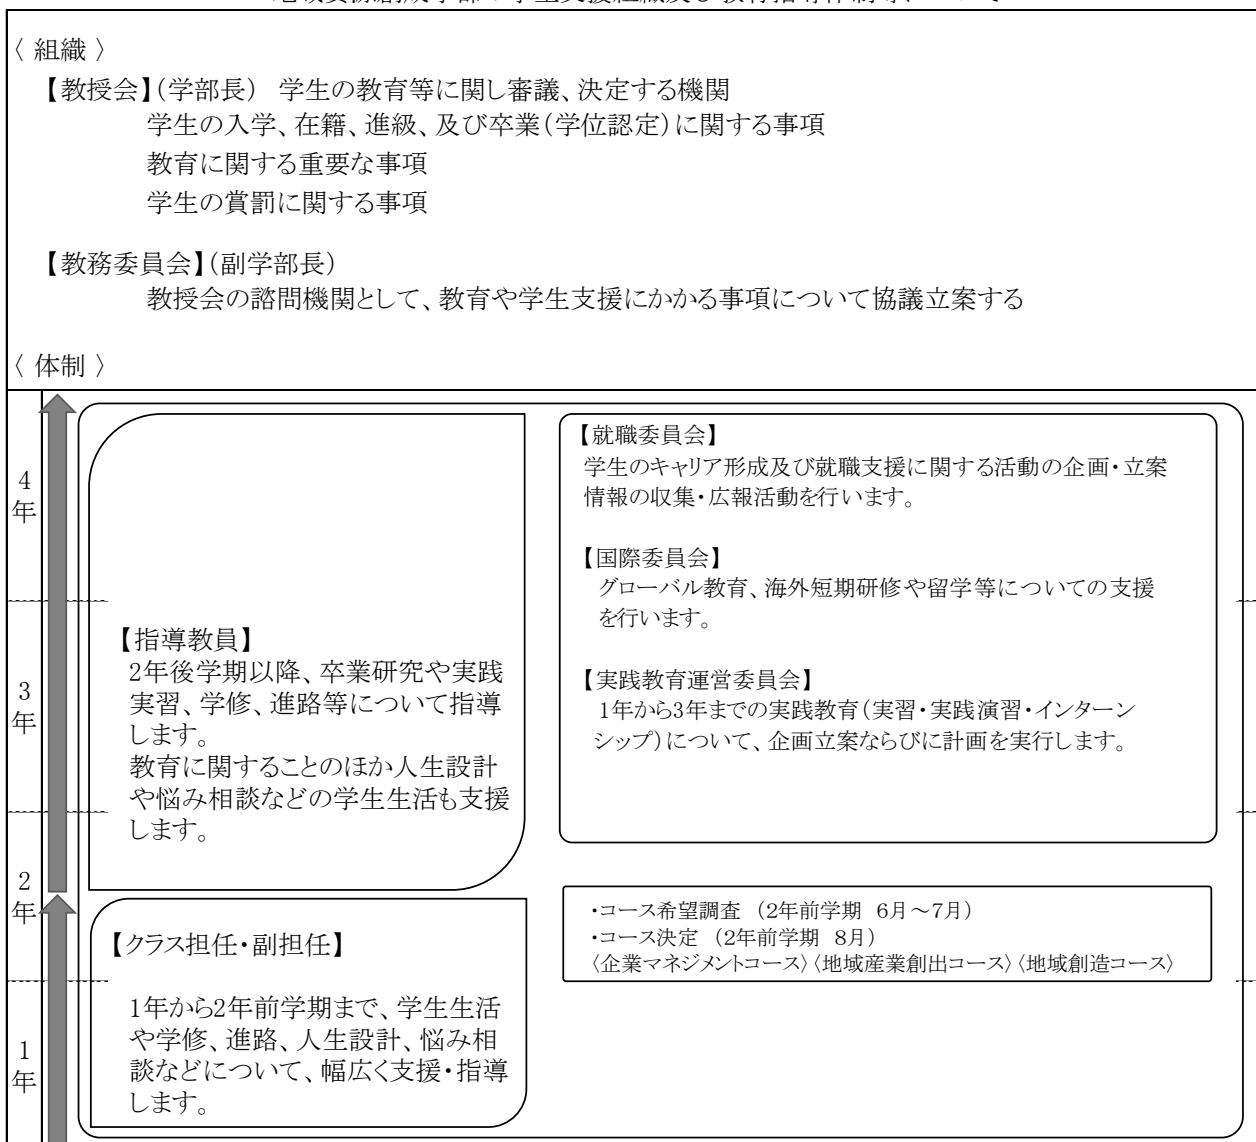 〈 組織 〉
【教授会】(学部長)　学生の教育等に関し審議、決定する機関
学生の入学、在籍、進級、及び卒業(学位認定)に関する事項
教育に関する重要な事項
学生の賞罰に関する事項
【教務委員会】(副学部長)
教授会の諮問機関として、教育や学生支援にかかる事項について協議立案する
〈 体制 〉
4
年
3
年
2
年
1
年
【指導教員】
2年後学期以降、卒業研究や実践
実習、学修、進路等について指導
します。
教育に関することのほか人生設計
や悩み相談などの学生生活も支援
します。
【クラス担任・副担任】
1年から2年前学期まで、学生生活
や学修、進路、人生設計、悩み相
談などについて、幅広く支援・指導
します。
【就職委員会】
学生のキャリア形成及び就職支援に関する活動の企画・立案
情報の収集・広報活動を行います。
【国際委員会】
グローバル教育、海外短期研修や留学等についての支援
を行います。
【実践教育運営委員会】
1年から3年までの実践教育(実習・実践演習・インターン
シップ)について、企画立案ならびに計画を実行します。
・コース希望調査　(2年前学期　6月～7月)
・コース決定　(2年前学期　8月)
〈企業マネジメントコース〉〈地域産業創出コース〉〈地域創造コース〉